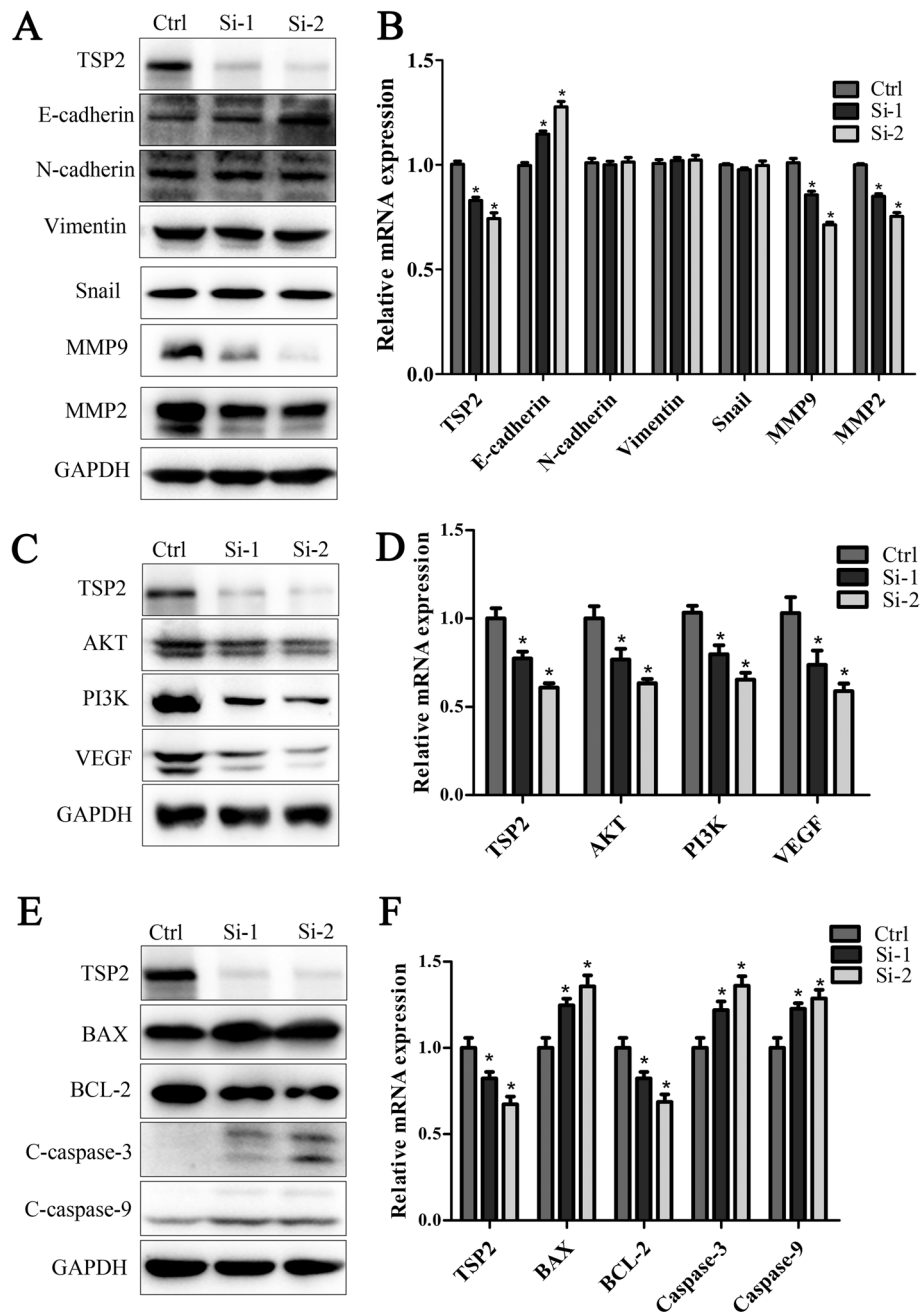 A
Ctrl Si-1 Si-2
TSP2
E-cadherin
N-cadherin
Vimentin
Snail
MMP9
MMP2
GAPDH
B
Relative mRNA expression
1.5
1.0
0.5
0.0
Ctrl
Si-1
Si-2
* * * * * * * *
TSP2 E-cadherin N-cadherin Vimentin Snail MMP9 MMP2
C
Ctrl Si-1 Si-2
TSP2
AKT
PI3K
VEGF
GAPDH
D
Relative mRNA expression
1.5
1.0
0.5
0.0
Ctrl
Si-1
Si-2
* * * * * * * *
TSP2 AKT PI3K VEGF
E
Ctrl Si-1 Si-2
TSP2
BAX
BCL-2
C-caspase-3
C-caspase-9
GAPDH
F
Relative mRNA expression
1.5
1.0
0.5
0.0
Ctrl
Si-1
Si-2
* * * * * * * * * *
TSP2 BAX BCL-2 Caspase-3 Caspase-9